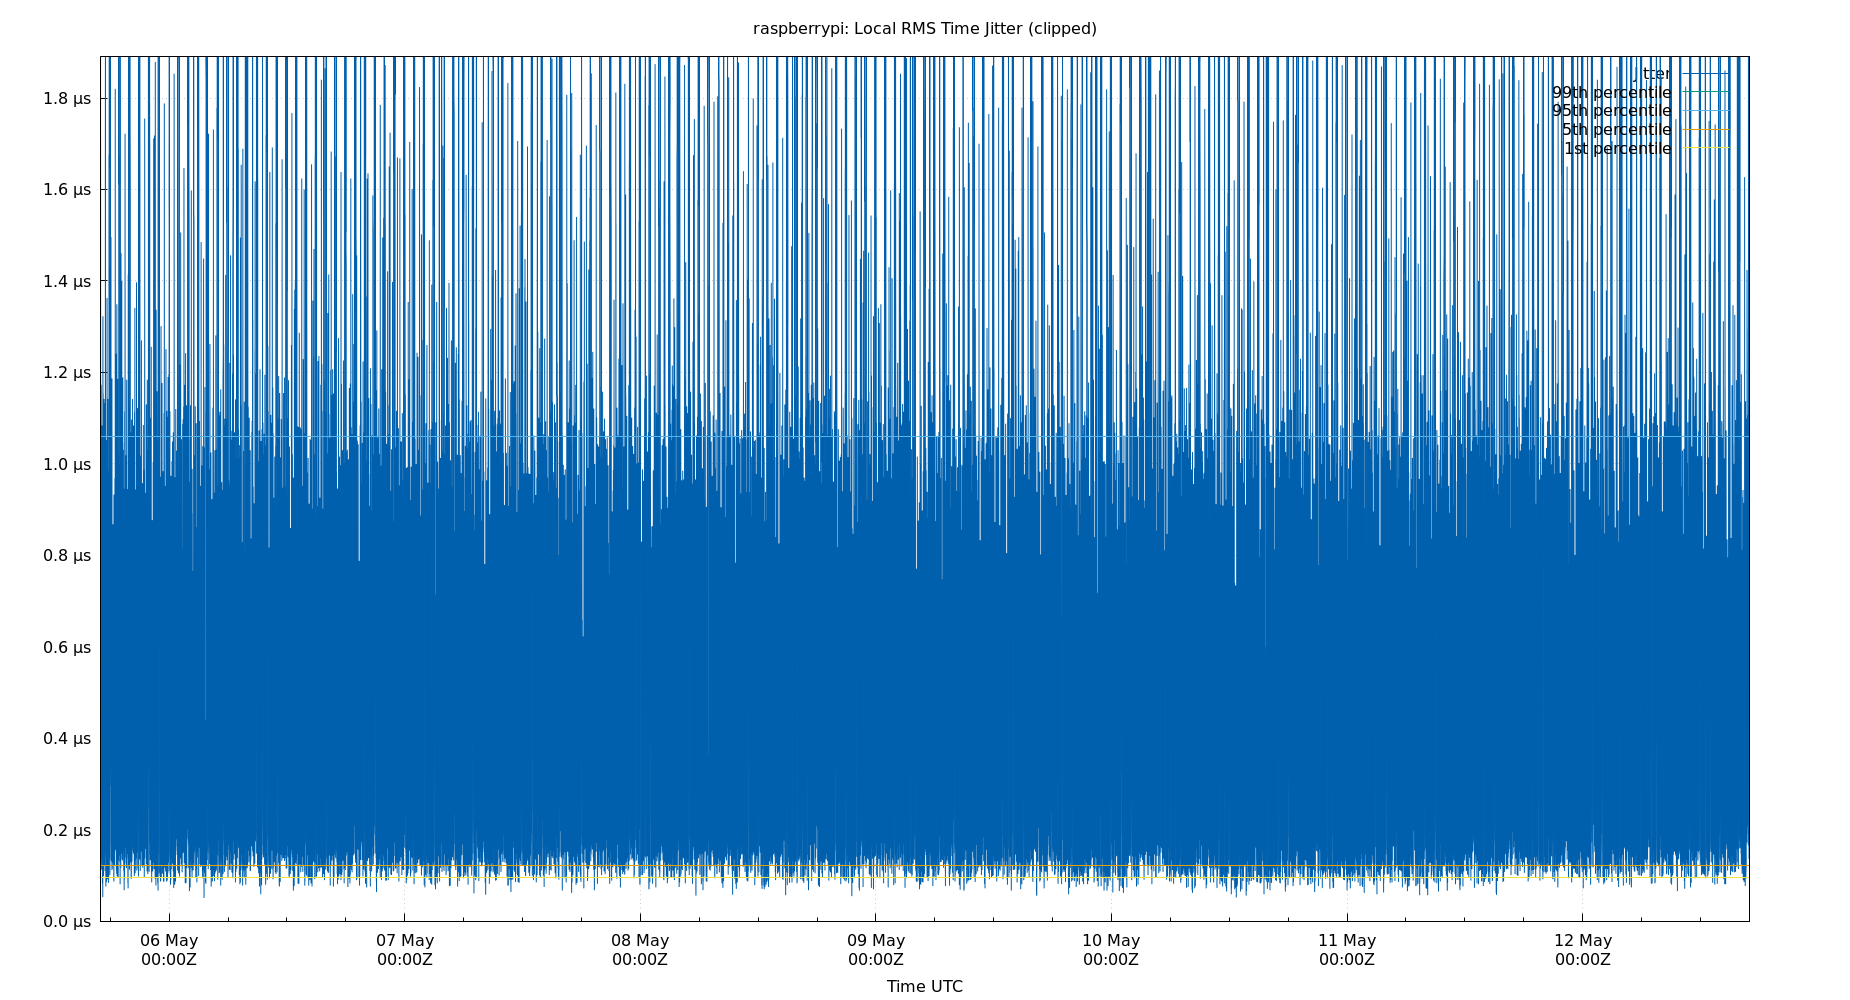 raspberrypi: Local RMS Time Jitter (clipped)
jitter
99th percentile
95th percentile
5th percentile
1st percentile
1.8 µs
1.6 µs
1.4 µs
1.2 µs
1.0 µs
0.8 µs
0.6 µs
0.4 µs
0.2 µs
0.0 µs
06 May 07 May 08 May 09 May 10 May 11 May 12 May
00:00Z 00:00Z 00:00Z 00:00Z 00:00Z 00:00Z 00:00Z
Time UTC